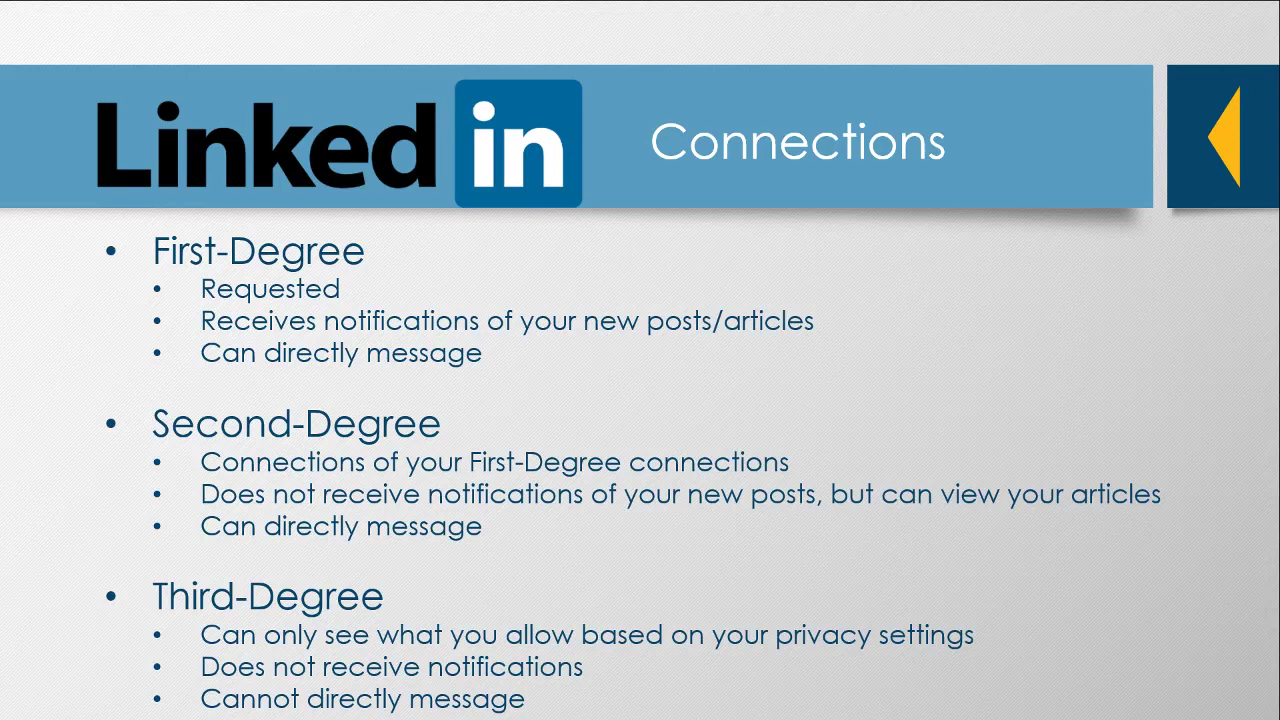 Linked in Connections
• First-Degree
• Requested
• Receives notifications of your new posts/articles
• Can directly message
• Second-Degree
• Connections of your First-Degree connections
• Does not receive notifications of your new posts, but can view your articles
• Can directly message
• Third-Degree
• Can only see what you allow based on your privacy settings
• Does not receive notifications
• Cannot directly message